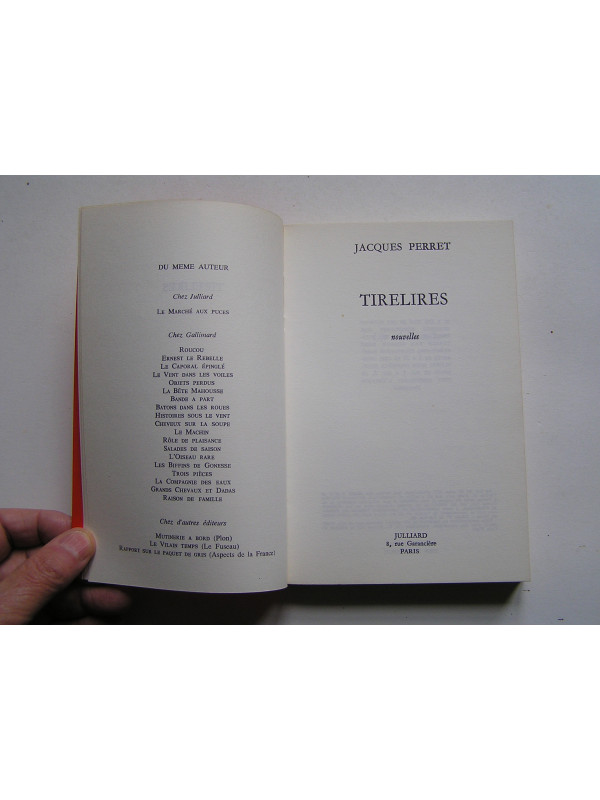 DU MEME AUTEUR
Chez Julliard
LE MARCHÉ AUX PUCES
Chez Gallimard
ROUCOU
ERNEST LE REBELLE
LE CAPORAL ÉPINGLÉ
LE VENT DANS LES VOILES
OBJETS PERDUS
LA BÊTE MAHOUSSE
BANDE A PART
BATONS DANS LES ROUES
HISTOIRES SOUS LE VENT
CHEVEUX SUR LA SOUPE
LE MACHIN
RÔLE DE PLAISANCE
SALADES DE SAISON
L'OISEAU RARE
LES BIFFINS DE GONESSE
TROIS PIÈCES
LA COMPAGNIE DES EAUX
GRANDS CHEVAUX ET DADAS
RAISON DE FAMILLE
Chez d'autres éditeurs
MUTINERIE A BORD (Plon)
LE VILAIN TEMPS (Le Fuseau)
RAPPORT SUR LE PAQUET DE GRIS (Aspects de la France)
JACQUES PERRET
TIRELIRES
nouvelles
JULLIARD
8, rue Garancière
PARIS